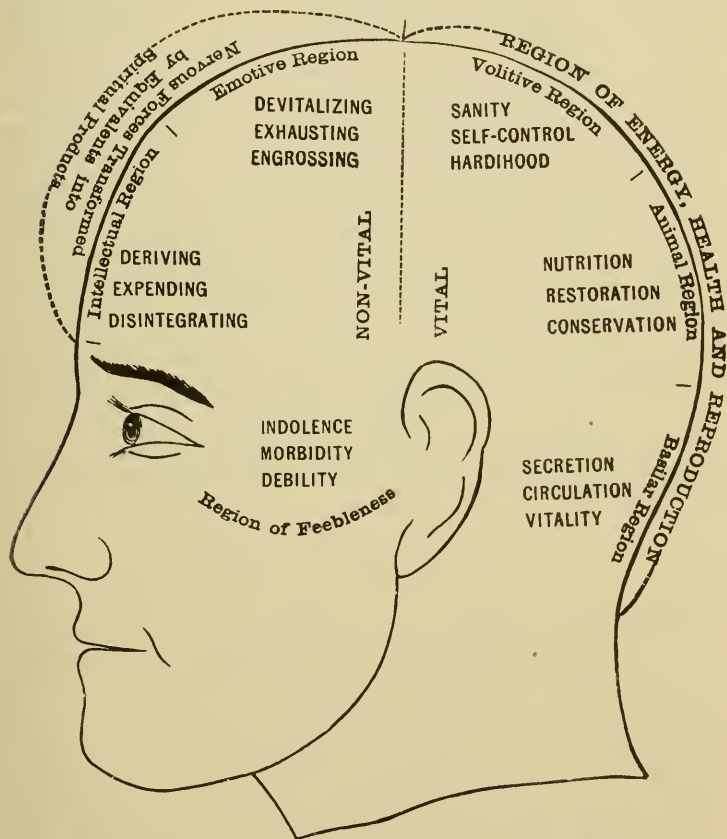 Nervous Forces Transformed
by Equivalents into
Spiritual Products
Emotive Region
Volitive Region
REGION OF ENERGY, HEALTH AND REPRODUCTION
DEVITALIZING
EXHAUSTING
ENGROSSING
SANITY
SELF-CONTROL
HARDIHOOD
Intellectual Region
Animal Region
DERIVING
EXPENDING
DISINTEGRATING
NON-VITAL
VITAL
NUTRITION
RESTORATION
CONSERVATION
INDOLENCE
MORBIDITY
DEBILITY
Region of Feebleness
SECRETION
CIRCULATION
VITALITY
Basilar Region